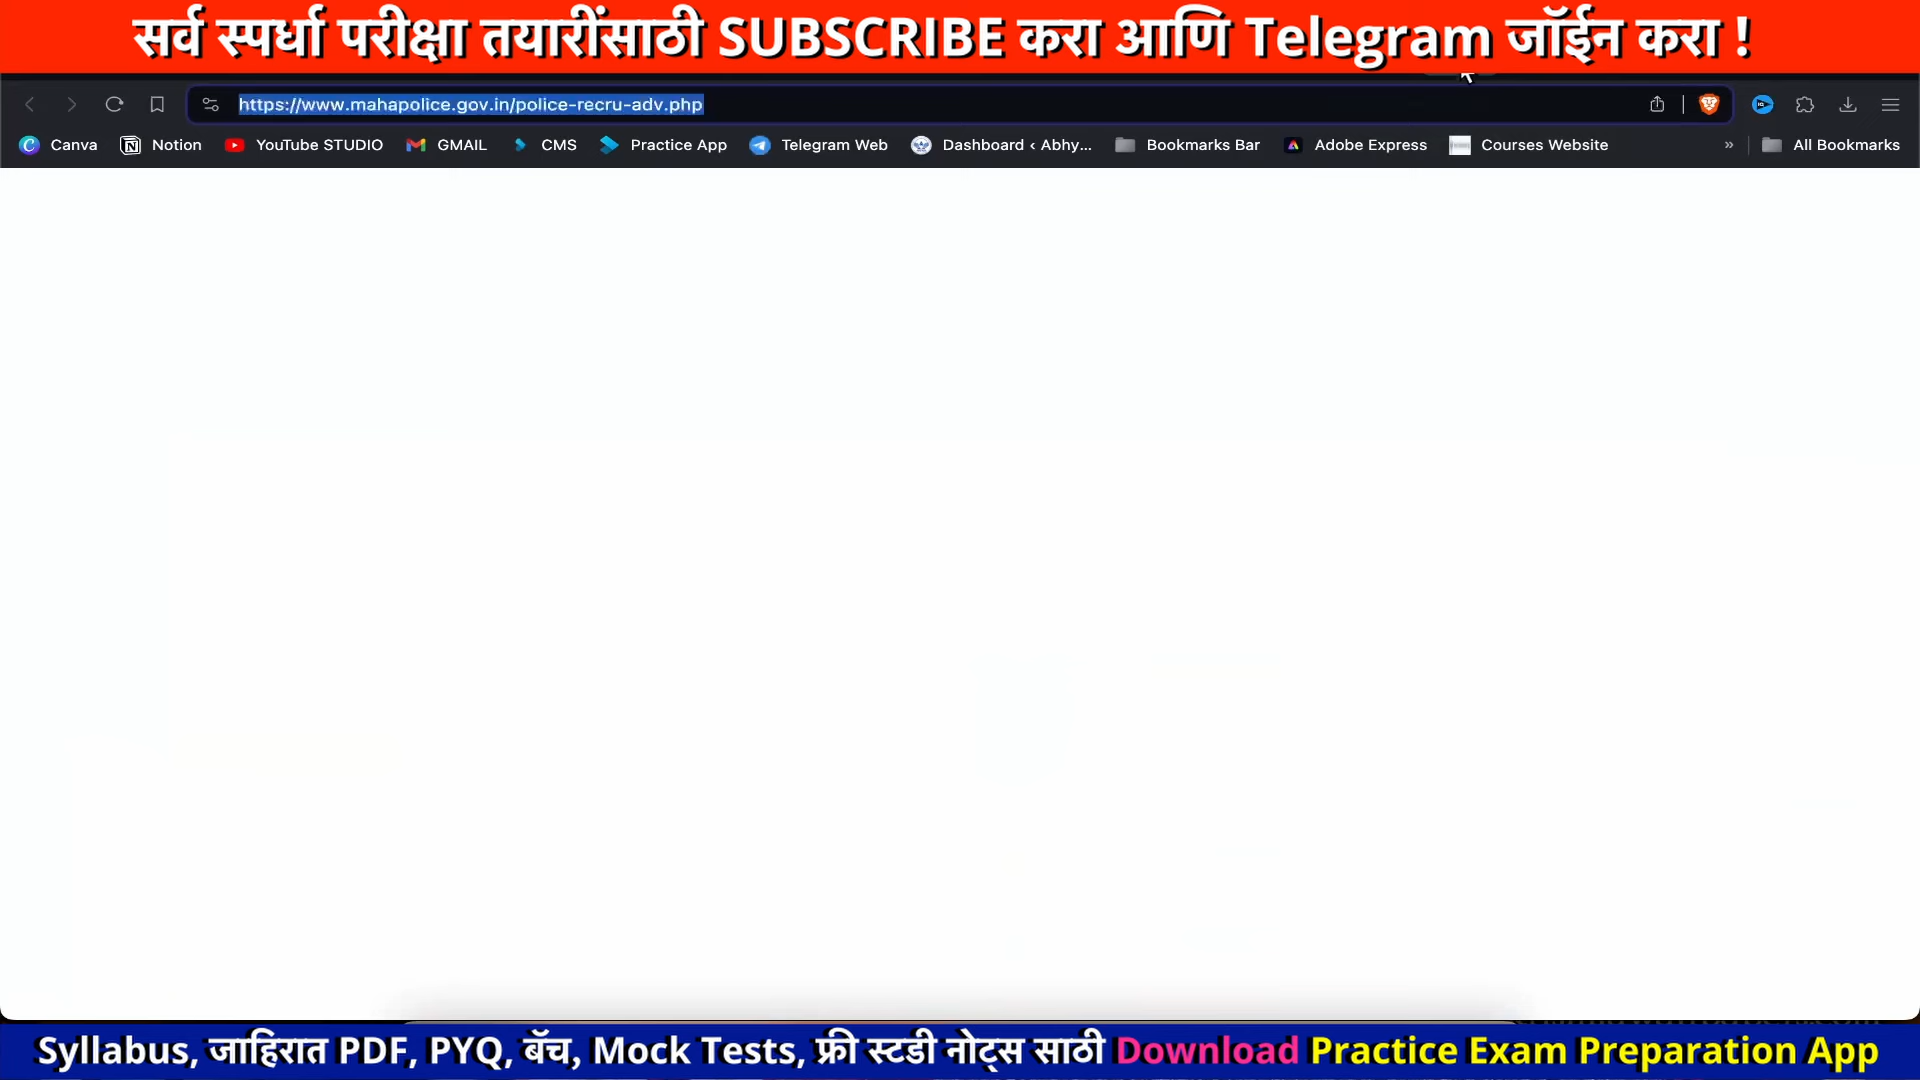 सर्व स्पर्धा परीक्षा तयारींसाठी SUBSCRIBE करा आणि Telegram जॉईन करा !
https://www.mahapolice.gov.in/police-recru-adv.php
Canva Notion YouTube STUDIO GMAIL CMS Practice App Telegram Web Dashboard ‹ Abhy... Bookmarks Bar Adobe Express Courses Website » All Bookmarks
Syllabus, जाहिरात PDF, PYQ, बॅच, Mock Tests, फ्री स्टडी नोट्स साठी Download Practice Exam Preparation App